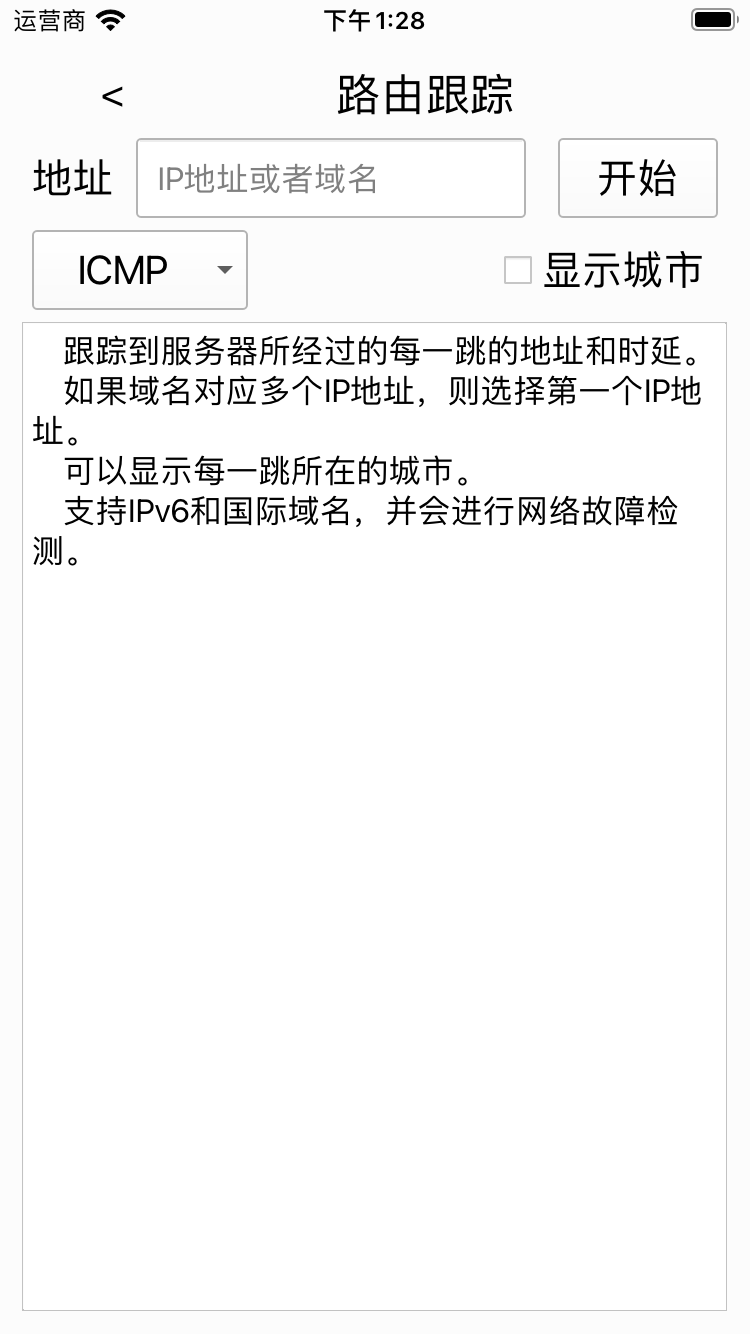 运营商 下午1:28
< 路由跟踪
地址 IP地址或者域名 开始
ICMP 显示城市
跟踪到服务器所经过的每一跳的地址和时延。
如果域名对应多个IP地址，则选择第一个IP地
址。
可以显示每一跳所在的城市。
支持IPv6和国际域名，并会进行网络故障检
测。